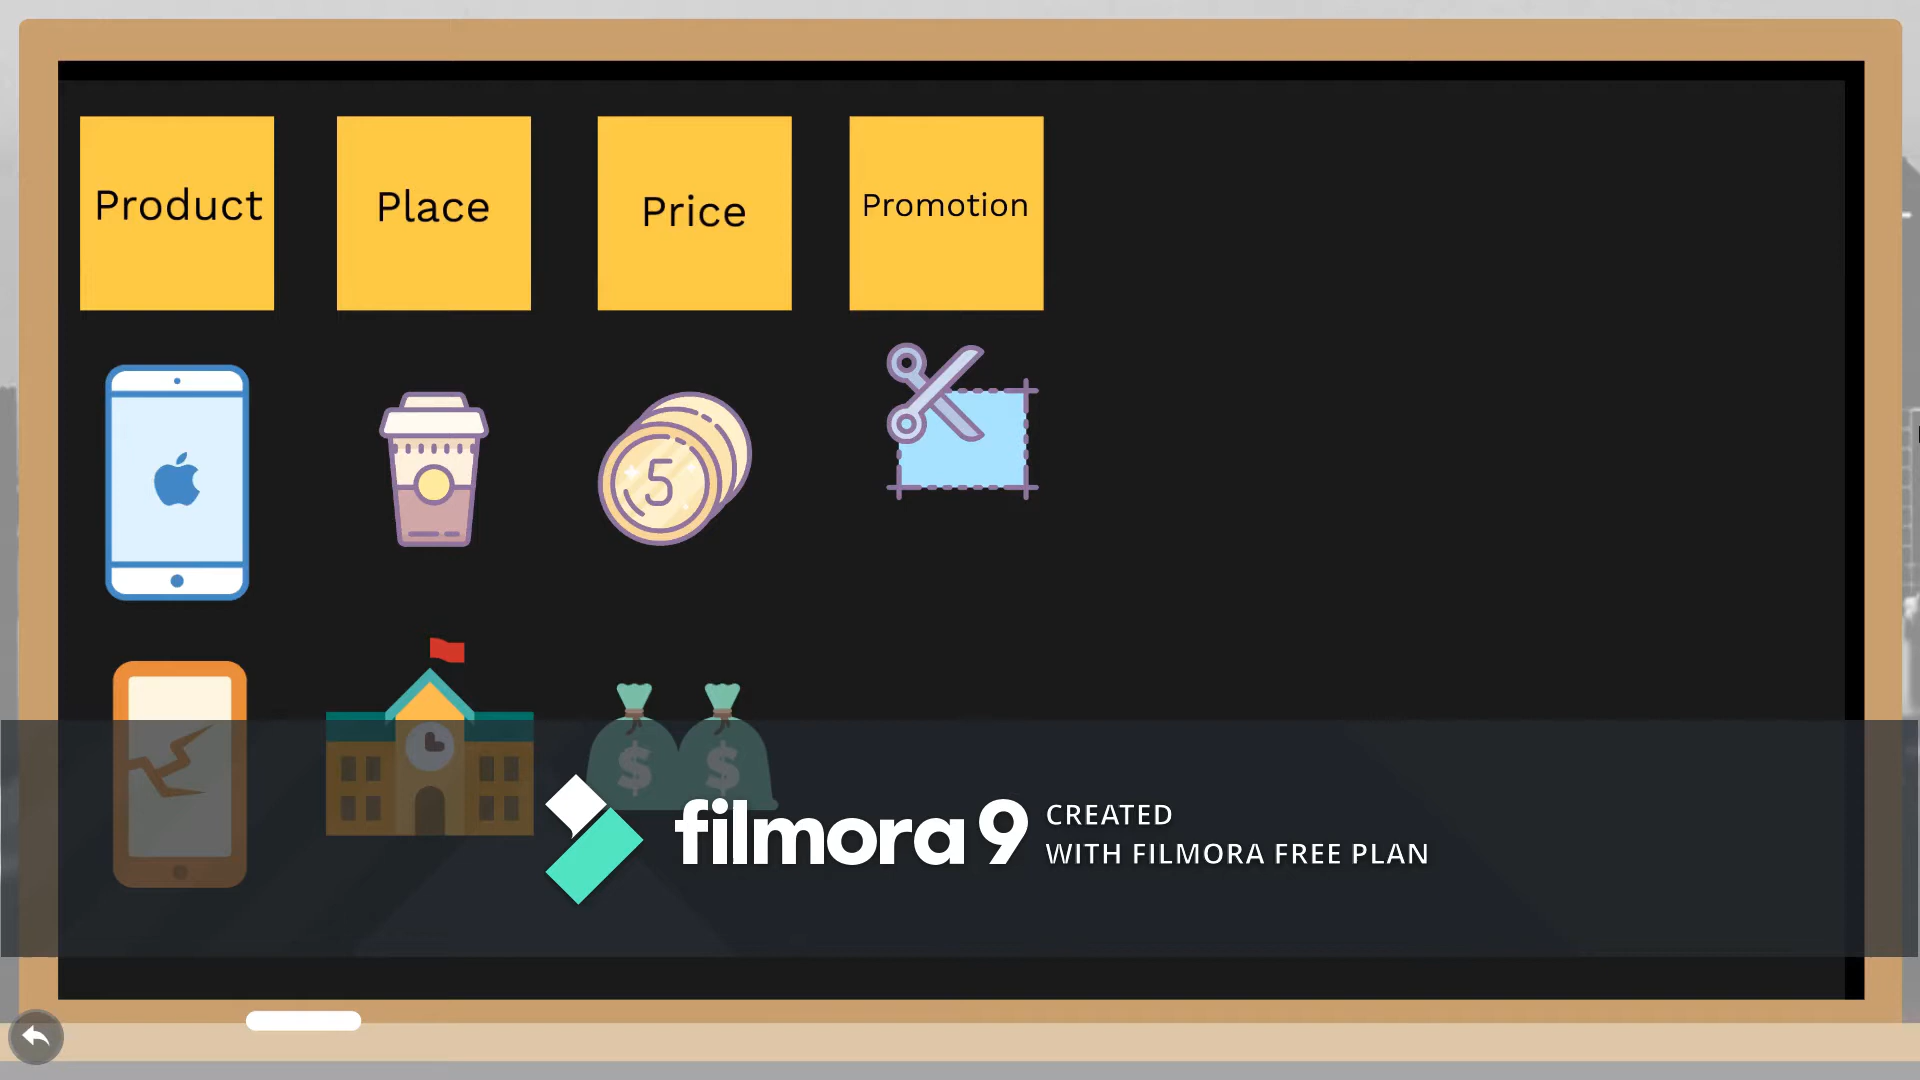 Product
Place
Price
Promotion
5
$ $
filmora 9
CREATED
WITH FILMORA FREE PLAN